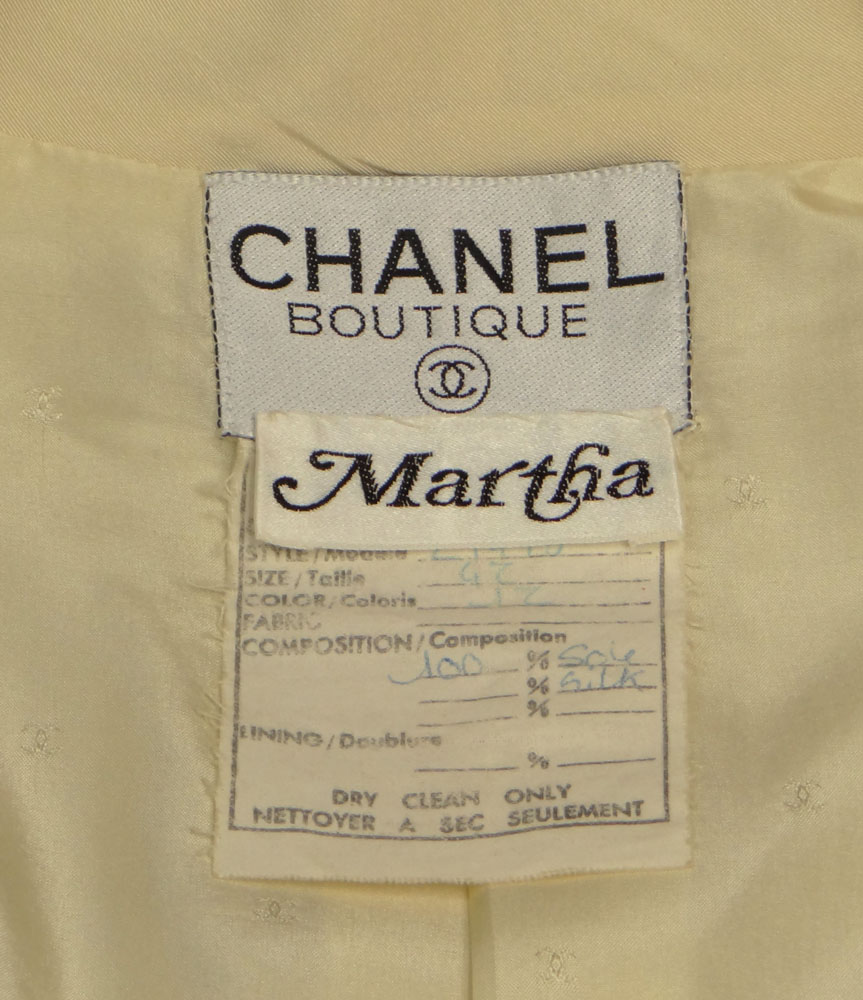 CHANEL
BOUTIQUE
Martha
STYLE/Modele
SIZE/Taille 42
COLOR/Coloris
FABRIC
COMPOSITION/Composition
100 % Soie
% Silk
%
LINING/Doublure
%
DRY CLEAN ONLY
NETTOYER A SEC SEULEMENT